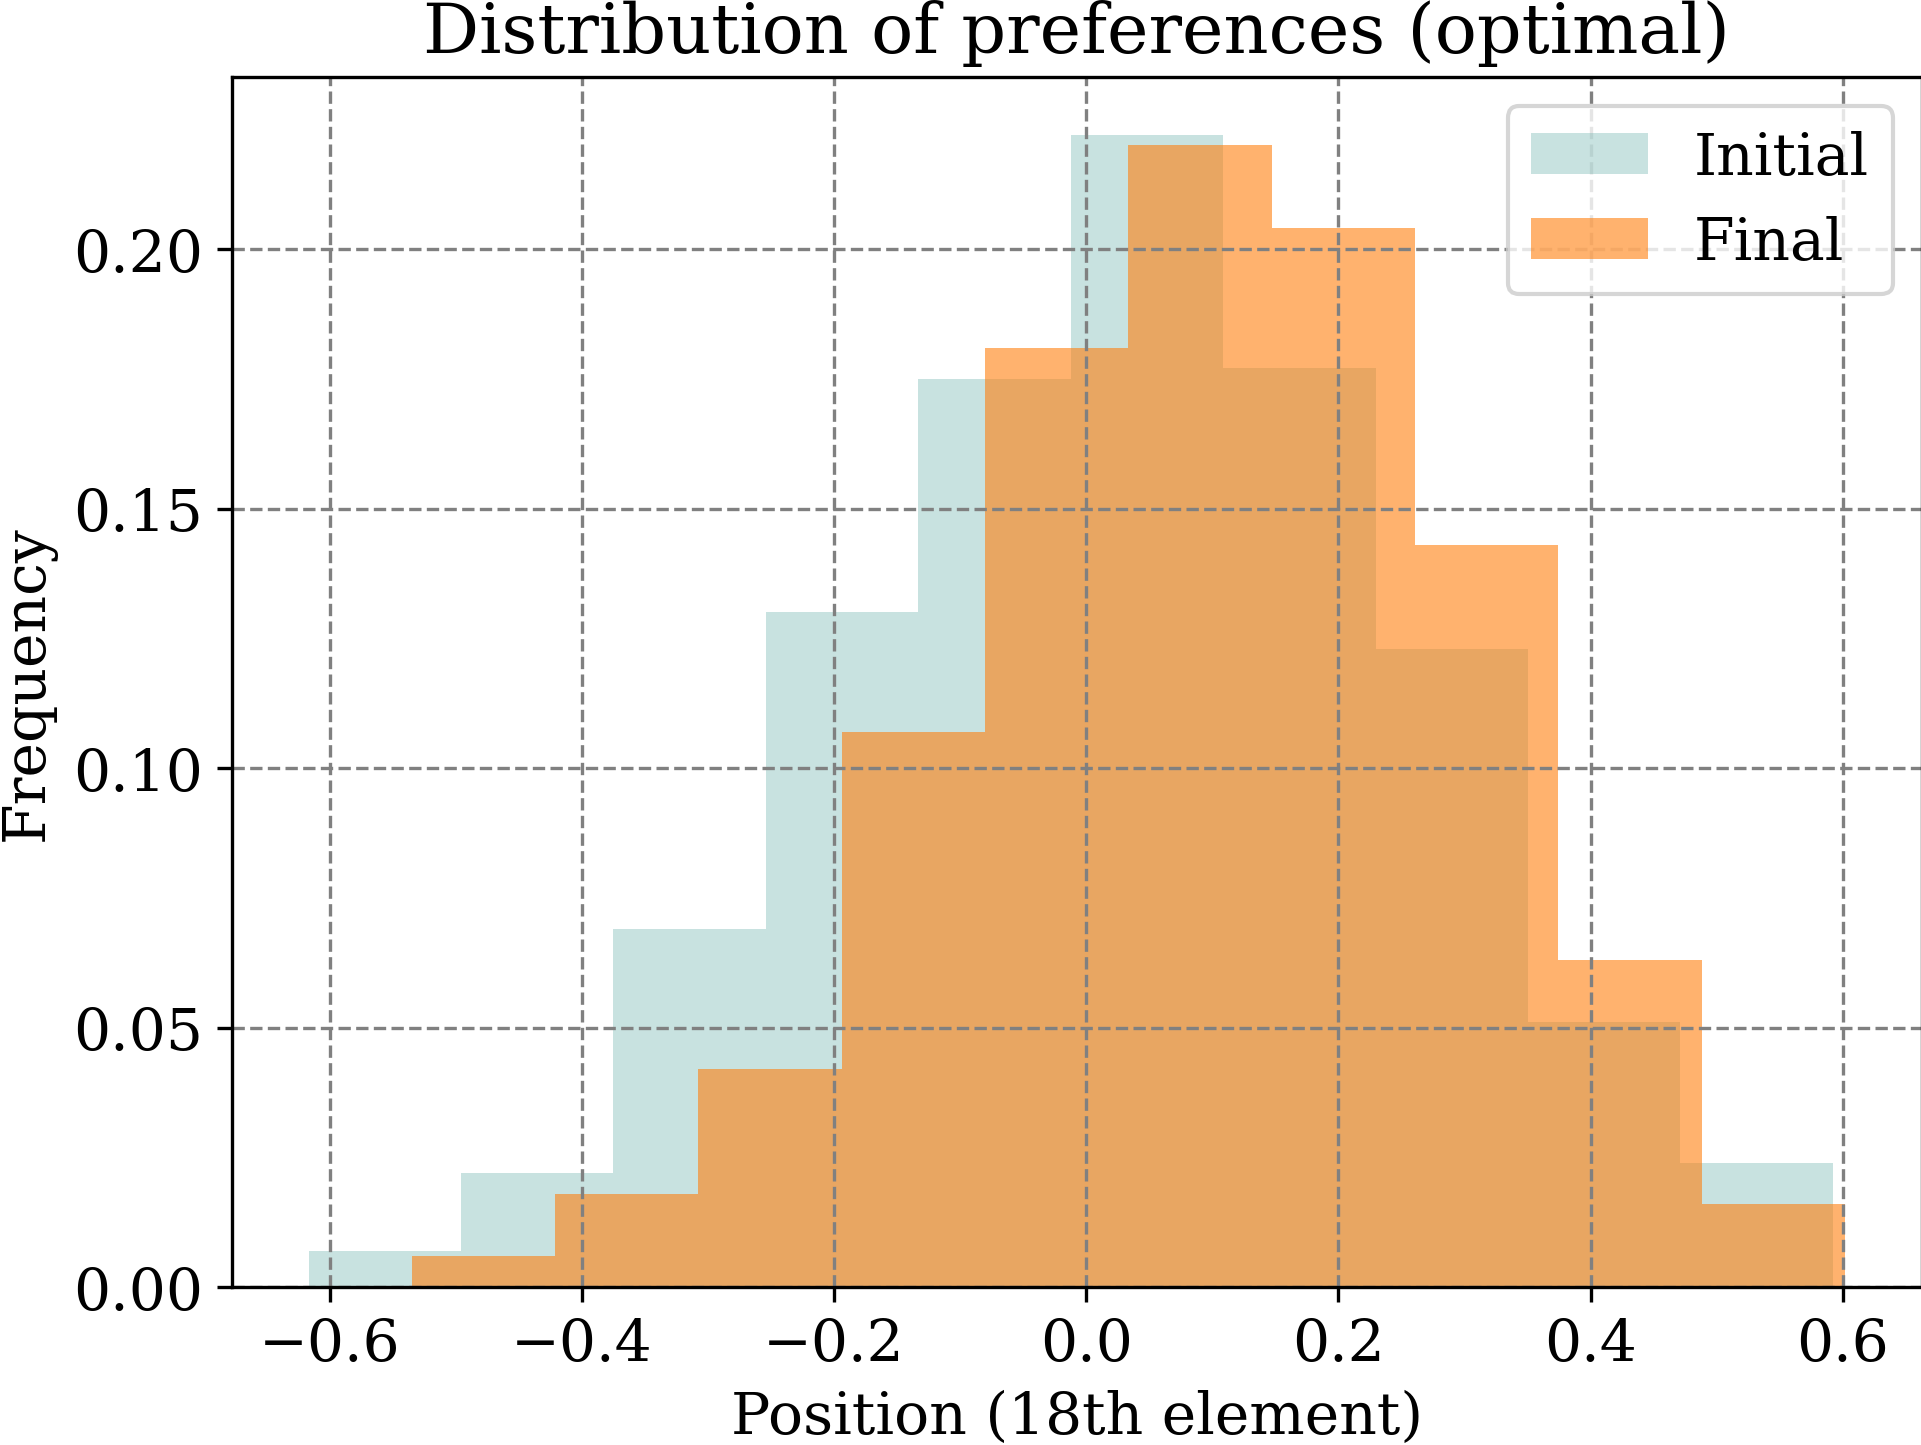 Distribution of preferences (optimal)
Initial
Final
0.20
0.15
0.10
0.05
0.00
Frequency
−0.6 −0.4 −0.2 0.0 0.2 0.4 0.6
Position (18th element)